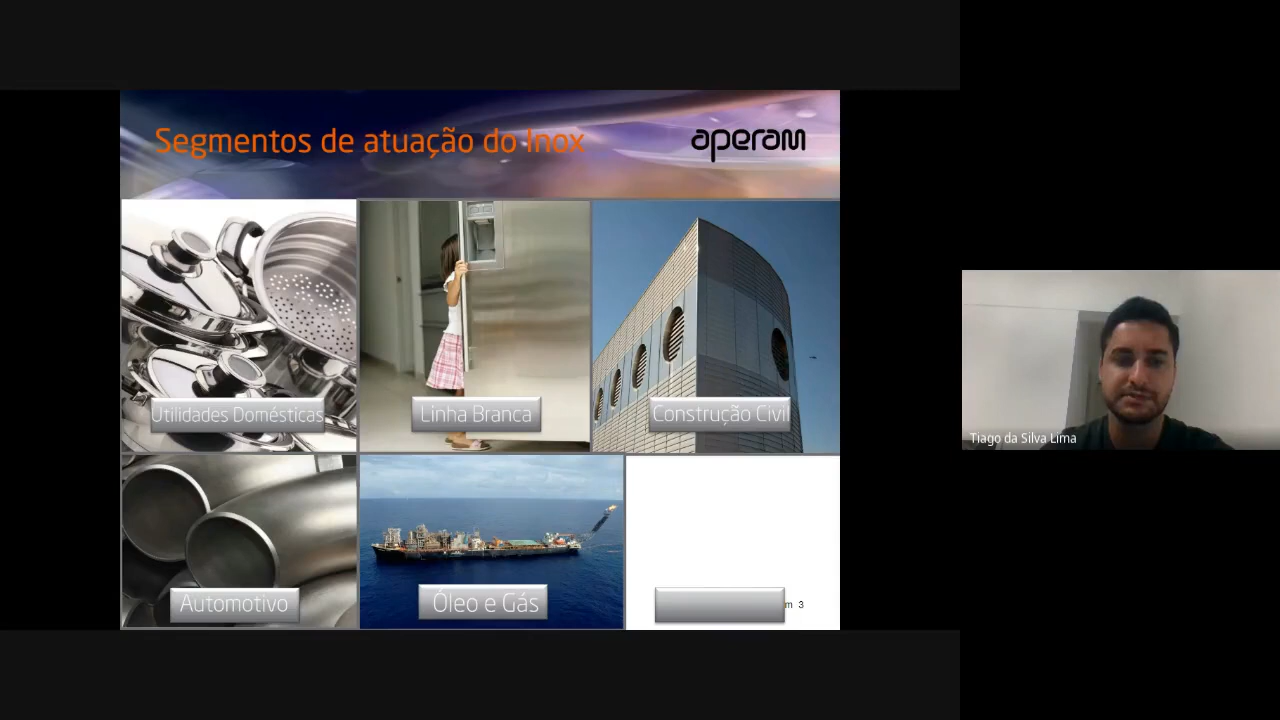 Segmentos de atuação do Inox
aperam
Utilidades Domésticas
Linha Branca
Construção Civil
Automotivo
Óleo e Gás
m 3
Tiago da Silva Lima